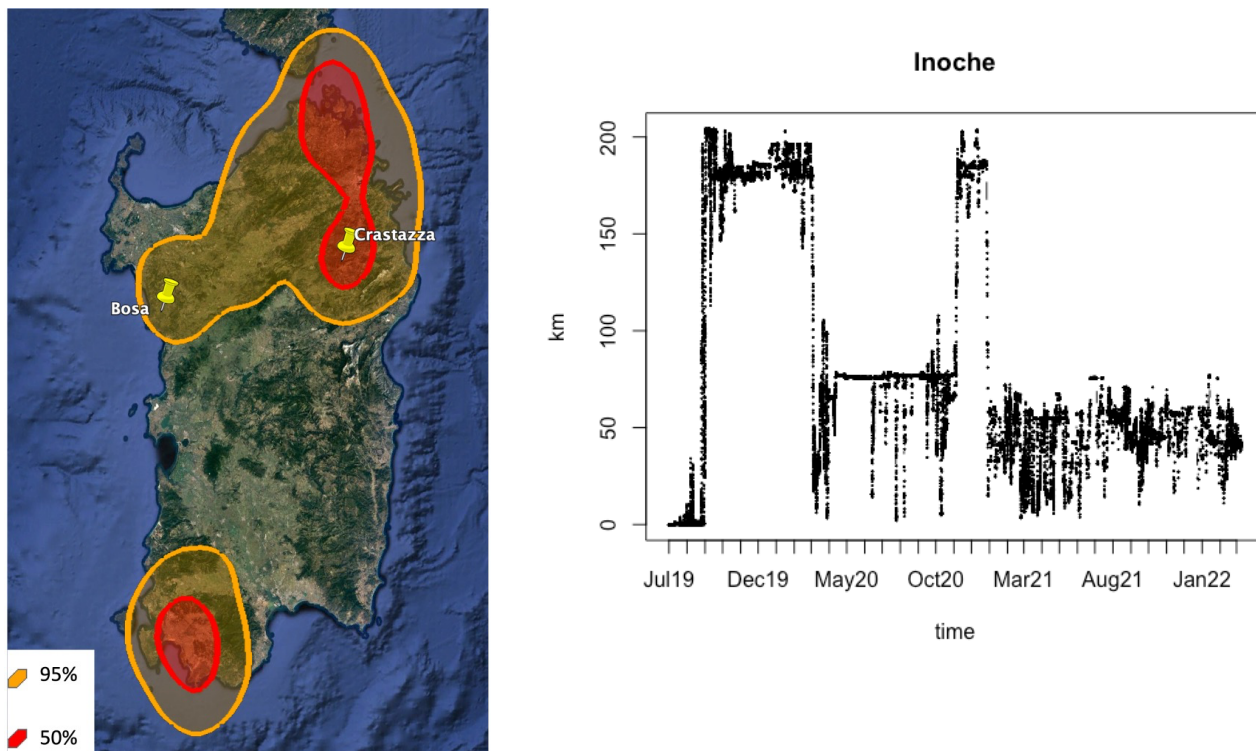 Crastazza
Bosa
95%
50%
Inoche
km
200
150
100
50
0
Jul19 Dec19 May20 Oct20 Mar21 Aug21 Jan22
time